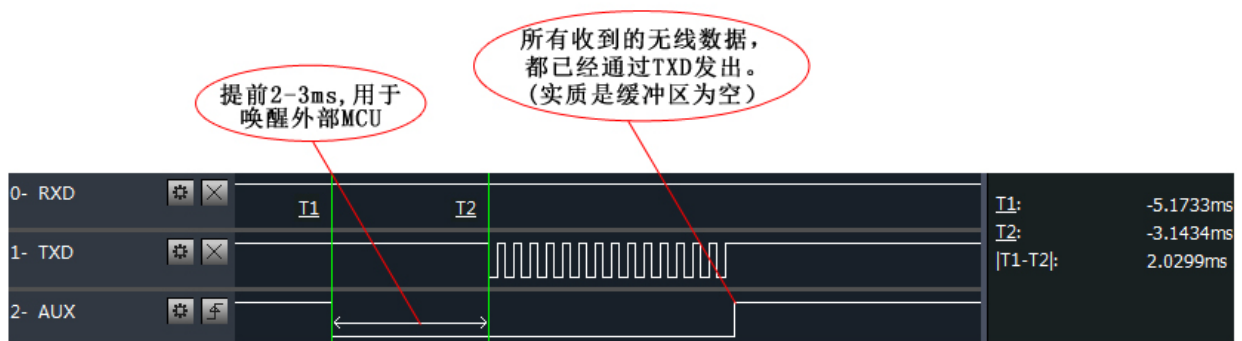 所有收到的无线数据，
都已经通过TXD发出。
(实质是缓冲区为空）
提前2-3ms,用于
唤醒外部MCU
0- RXD
T1
T2
1- TXD
2- AUX
T1: -5.1733ms
T2: -3.1434ms
|T1-T2|: 2.0299ms